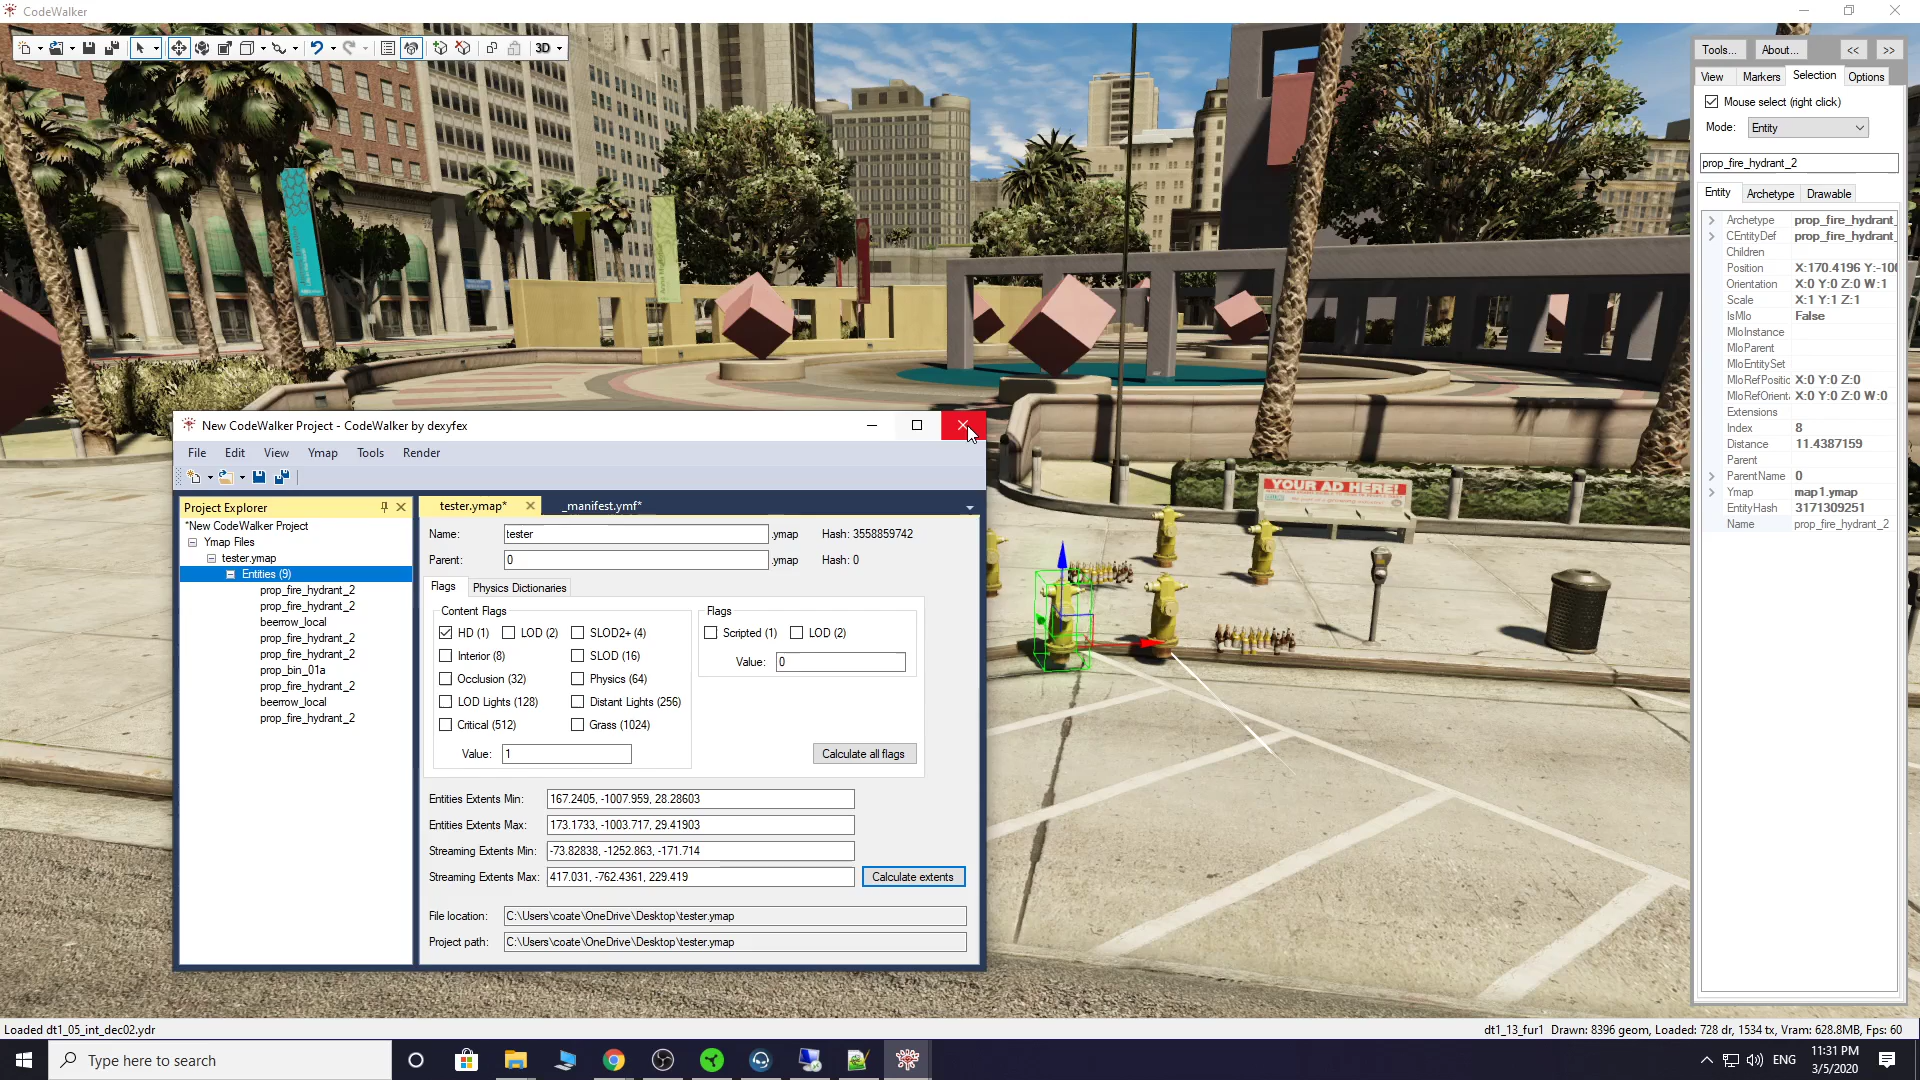 CodeWalker
3D
Tools...
About...
<<
>>
View
Markers
Selection
Options
Mouse select (right click)
Mode:
Entity
prop_fire_hydrant_2
Entity
Archetype
Drawable
Archetype prop_fire_hydrant_
CEntityDef prop_fire_hydrant_
Children
Position X:170.4196 Y:-100
Orientation X:0 Y:0 Z:0 W:1
Scale X:1 Y:1 Z:1
IsMlo False
MloInstance
MloParent
MloEntitySet
MloRefPositic X:0 Y:0 Z:0
MloRefOrient X:0 Y:0 Z:0 W:0
Extensions
Index 8
Distance 11.4387159
Parent
ParentName 0
Ymap map1.ymap
EntityHash 3171309251
Name prop_fire_hydrant_2
YOUR AD HERE!
New CodeWalker Project - CodeWalker by dexyfex
File Edit View Ymap Tools Render
Project Explorer
*New CodeWalker Project
Ymap Files
tester.ymap
Entities (9)
prop_fire_hydrant_2
prop_fire_hydrant_2
beerrow_local
prop_fire_hydrant_2
prop_fire_hydrant_2
prop_bin_01a
prop_fire_hydrant_2
beerrow_local
prop_fire_hydrant_2
tester.ymap*
_manifest.ymf*
Name: tester .ymap Hash: 3558859742
Parent: 0 .ymap Hash: 0
Flags
Physics Dictionaries
Content Flags
HD (1) LOD (2) SLOD2+ (4)
Interior (8) SLOD (16)
Occlusion (32) Physics (64)
LOD Lights (128) Distant Lights (256)
Critical (512) Grass (1024)
Value: 1
Flags
Scripted (1) LOD (2)
Value: 0
Calculate all flags
Entities Extents Min: 167.2405, -1007.959, 28.28603
Entities Extents Max: 173.1733, -1003.717, 29.41903
Streaming Extents Min: -73.82838, -1252.863, -171.714
Streaming Extents Max: 417.031, -762.4361, 229.419
Calculate extents
File location: C:\Users\coate\OneDrive\Desktop\tester.ymap
Project path: C:\Users\coate\OneDrive\Desktop\tester.ymap
Loaded dt1_05_int_dec02.ydr
dt1_13_fur1 Drawn: 8396 geom, Loaded: 728 dr, 1534 tx, Vram: 628.8MB, Fps: 60
Type here to search
ENG
11:31 PM
3/5/2020